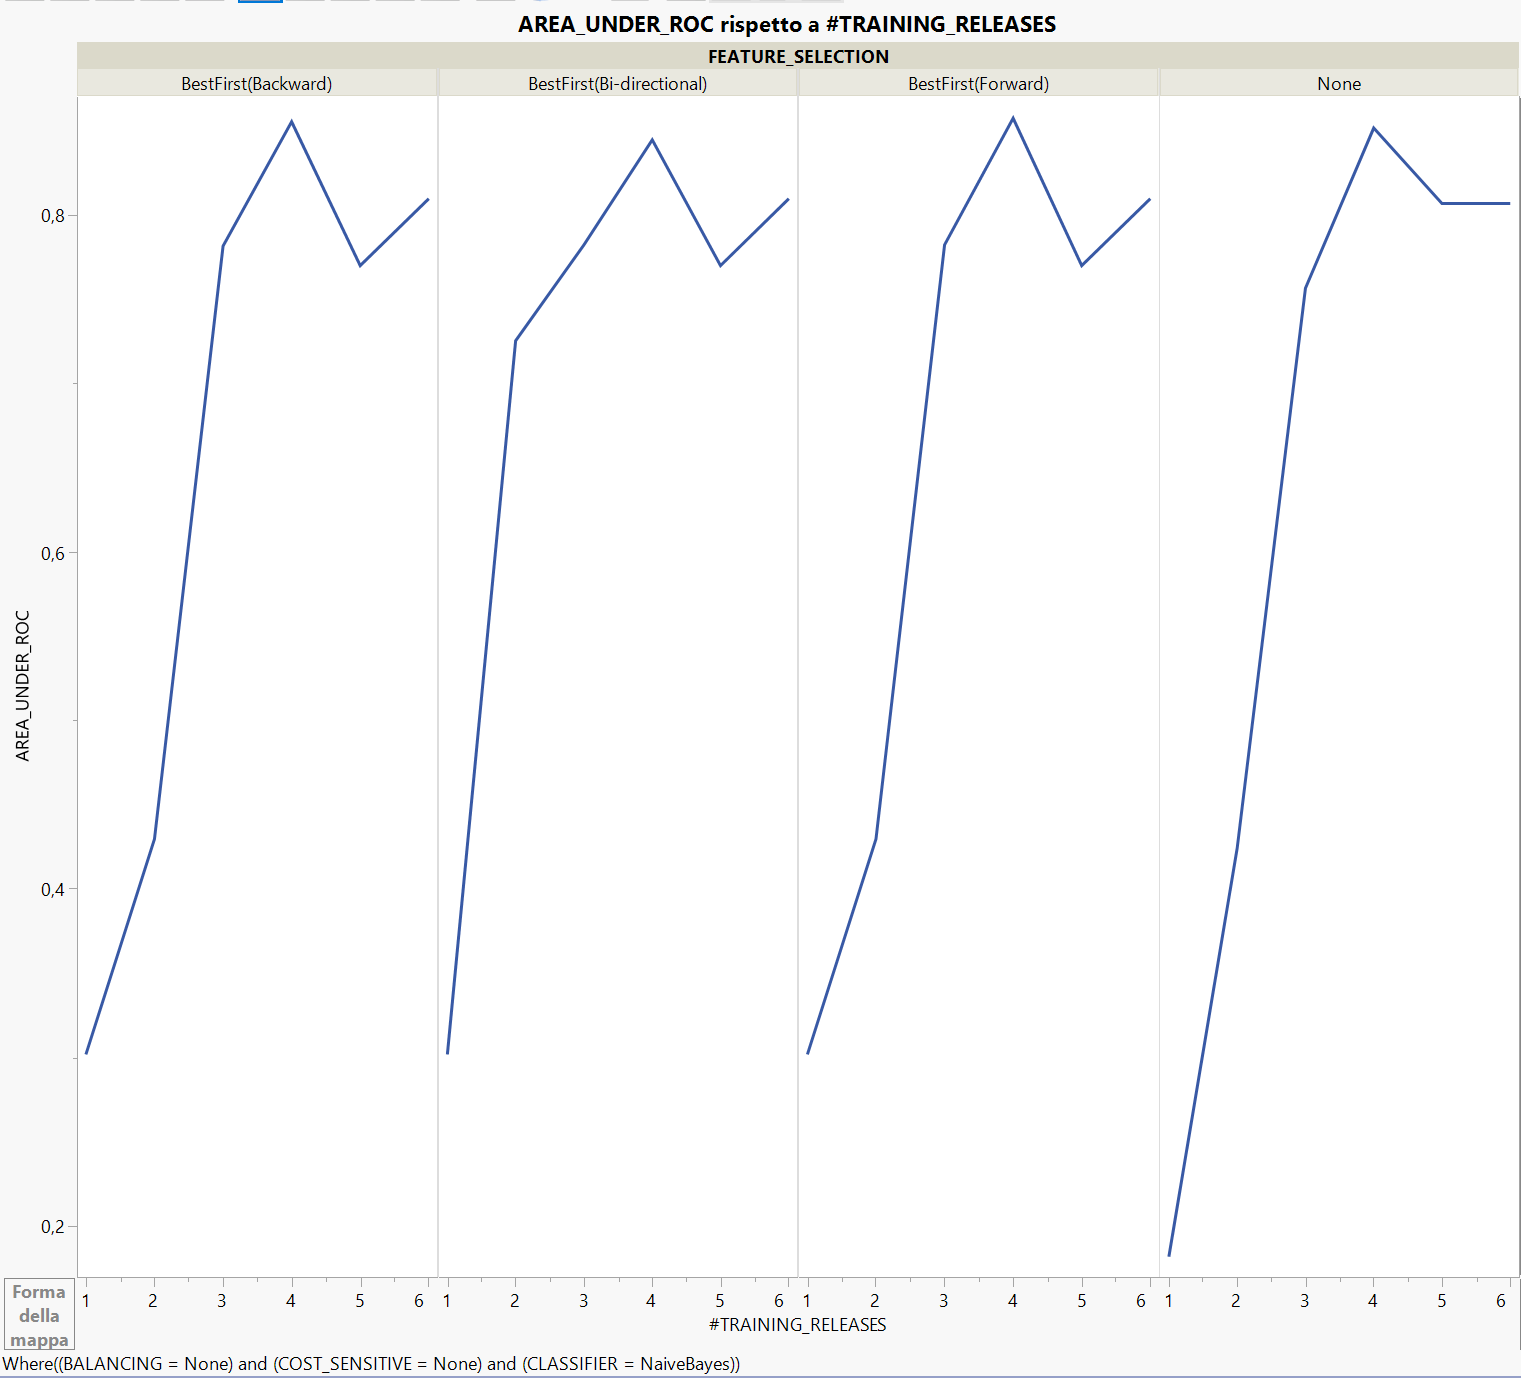 AREA_UNDER_ROC rispetto a #TRAINING_RELEASES
FEATURE_SELECTION
BestFirst(Backward) BestFirst(Bi-directional) BestFirst(Forward) None
0,8
0,6
0,4
0,2
AREA_UNDER_ROC
1 2 3 4 5 6 1 2 3 4 5 6 1 2 3 4 5 6 1 2 3 4 5 6
#TRAINING_RELEASES
Forma
della
mappa
Where((BALANCING = None) and (COST_SENSITIVE = None) and (CLASSIFIER = NaiveBayes))